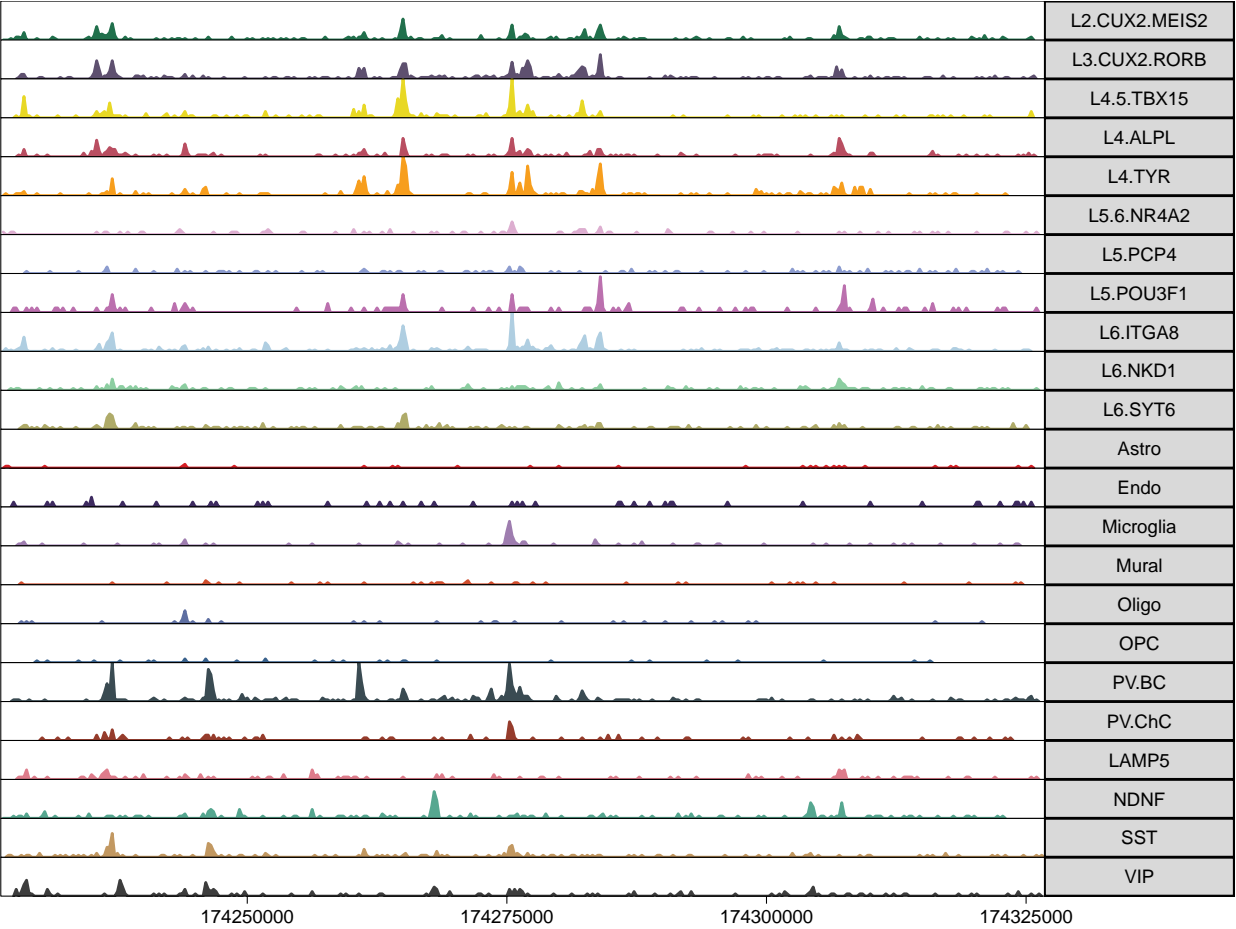 L2.CUX2.MEIS2
L3.CUX2.RORB
L4.5.TBX15
L4.ALPL
L4.TYR
L5.6.NR4A2
L5.PCP4
L5.POU3F1
L6.ITGA8
L6.NKD1
L6.SYT6
Astro
Endo
Microglia
Mural
Oligo
OPC
PV.BC
PV.ChC
LAMP5
NDNF
SST
VIP
174250000 174275000 174300000 174325000